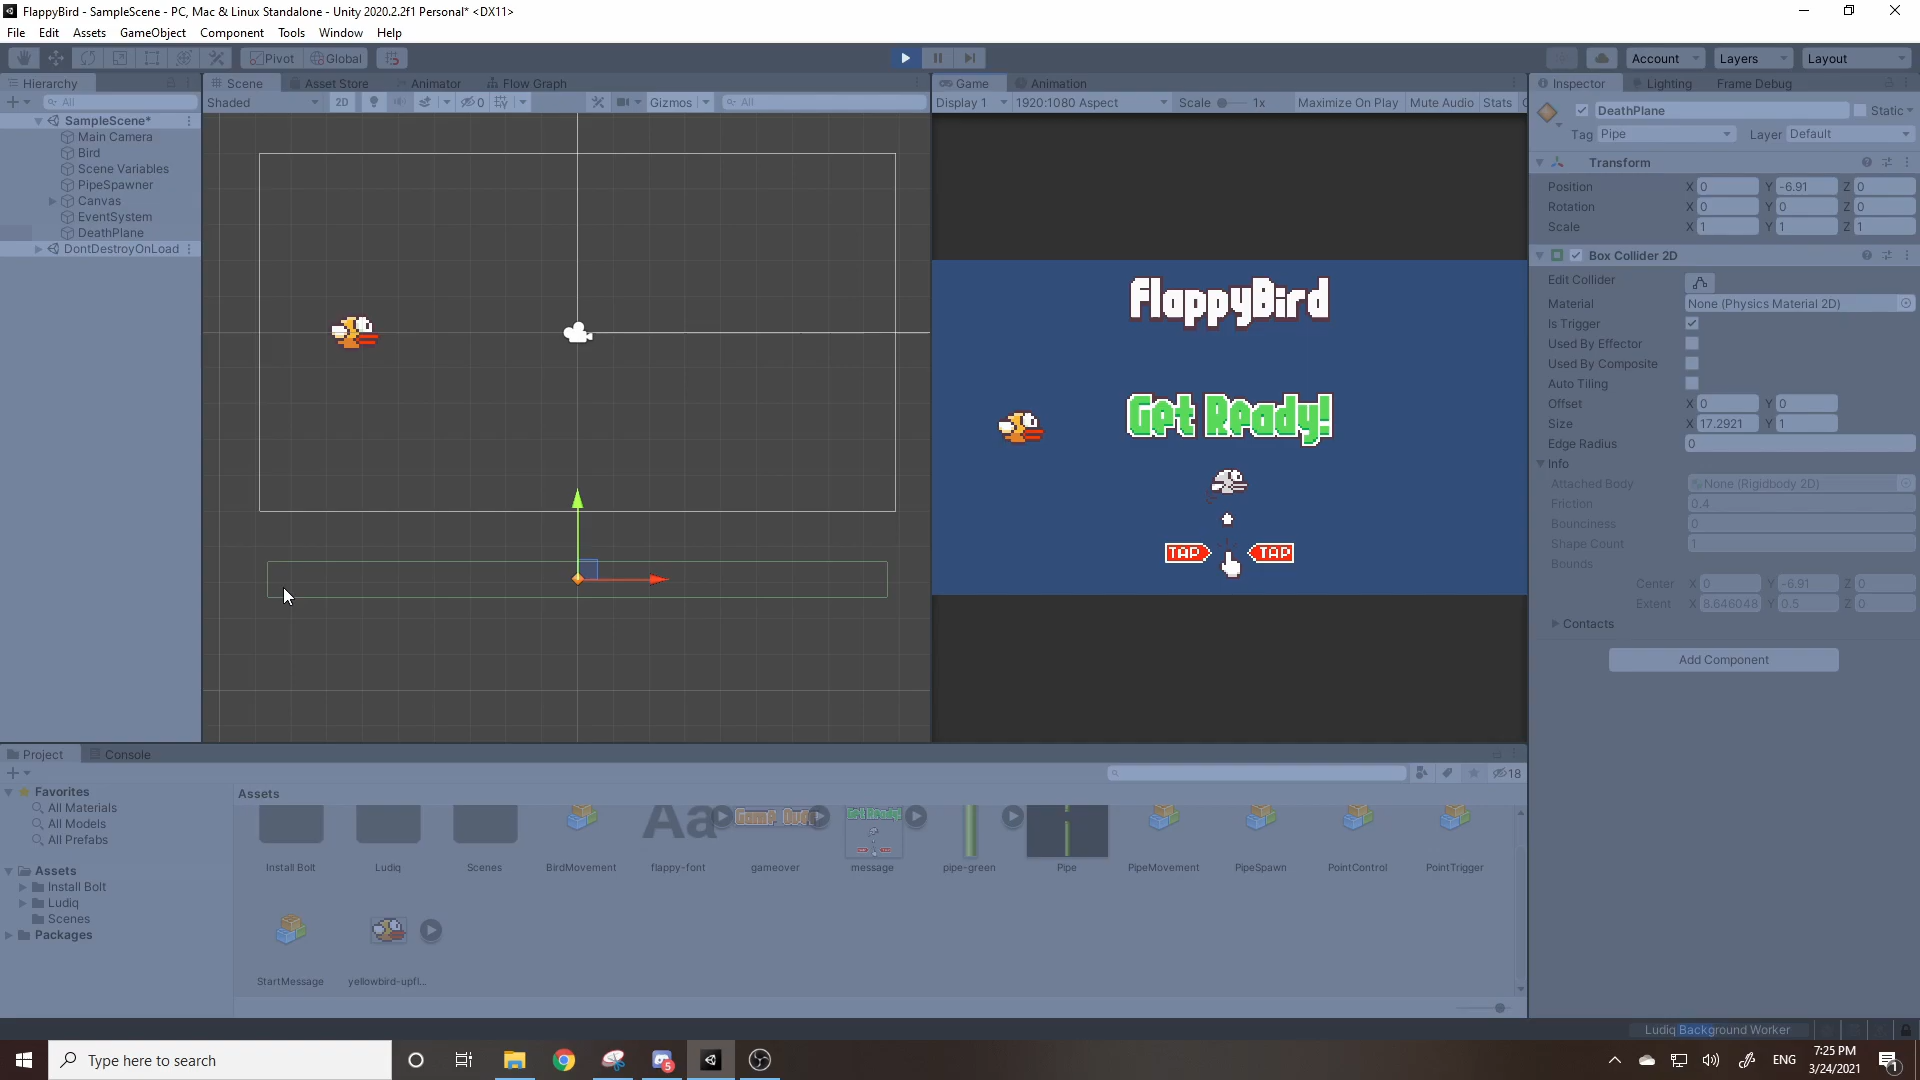 FlappyBird - SampleScene - PC, Mac & Linux Standalone - Unity 2020.2.2f1 Personal* <DX11>
File Edit Assets GameObject Component Tools Window Help
Pivot Global Account Layers Layout
Hierarchy Scene Asset Store Animator Flow Graph Game Animation Inspector Lighting Frame Debug
All Shaded 2D 0 Gizmos All Display 1 1920:1080 Aspect Scale 1x Maximize On Play Mute Audio Stats
SampleScene*
Main Camera
Bird
Scene Variables
PipeSpawner
Canvas
EventSystem
DeathPlane
DontDestroyOnLoad
FlappyBird
Get Ready!
TAP TAP
DeathPlane Static
Tag Pipe Layer Default
Transform
Position X 0 Y -6.91 Z 0
Rotation X 0 Y 0 Z 0
Scale X 1 Y 1 Z 1
Box Collider 2D
Edit Collider
Material None (Physics Material 2D)
Is Trigger
Used By Effector
Used By Composite
Auto Tiling
Offset X 0 Y 0
Size X 17.2921 Y 1
Edge Radius 0
Info
Attached Body None (Rigidbody 2D)
Friction 0.4
Bounciness 0
Shape Count 1
Bounds
Center X 0 Y -6.91 Z 0
Extent X 8.646048 Y 0.5 Z 0
Contacts
Add Component
Project Console
18
Favorites
All Materials
All Models
All Prefabs
Assets
Install Bolt
Ludiq
Scenes
Packages
Assets
Aa Game Over Get Ready!
Install Bolt Ludiq Scenes BirdMovement flappy-font gameover message pipe-green Pipe PipeMovement PipeSpawn PointControl PointTrigger
StartMessage yellowbird-upfl...
Ludiq Background Worker
Type here to search
5
ENG
7:25 PM
3/24/2021
1